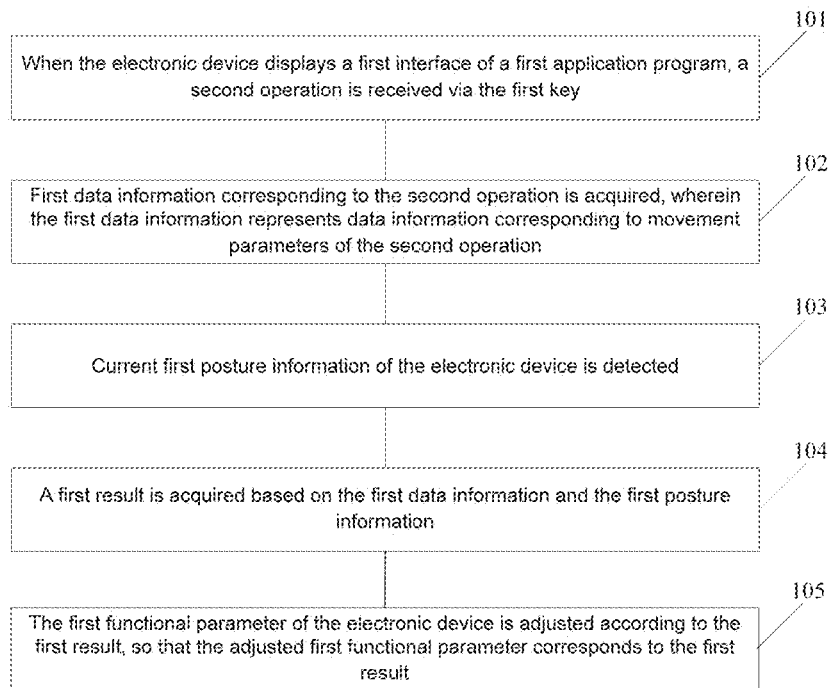 101
When the electronic device displays a first interface of a first application program, a
second operation is received via the first key
102
First data information corresponding to the second operation is acquired, wherein
the first data information represents data information corresponding to movement
parameters of the second operation
103
Current first posture information of the electronic device is detected
104
A first result is acquired based on the first data information and the first posture
information
105
The first functional parameter of the electronic device is adjusted according to the
first result, so that the adjusted first functional parameter corresponds to the first
result